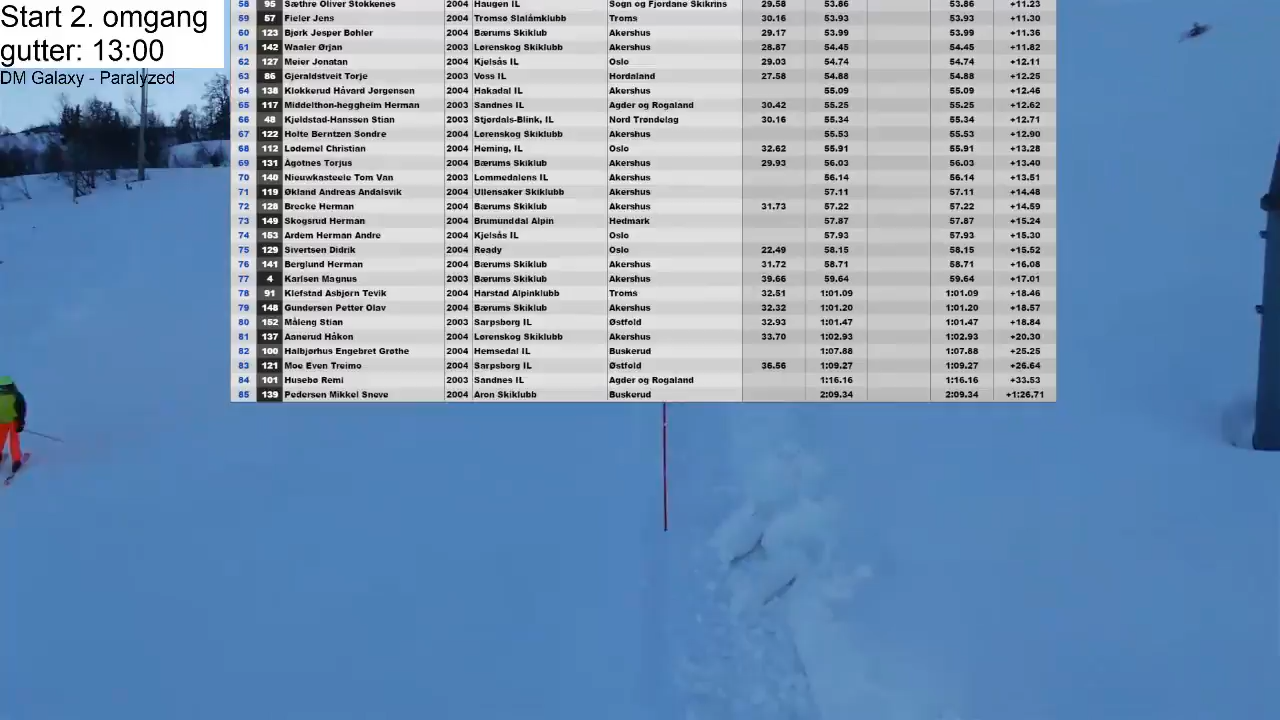 Start 2. omgang
gutter: 13:00
DM Galaxy - Paralyzed
58 95 Sæthre Oliver Stokkenes 2004 Haugen IL Sogn og Fjordane Skikrins 29.58 53.86 53.86 +11.23
59 57 Fieler Jens 2004 Tromsø Slalåmklubb Troms 30.16 53.93 53.93 +11.30
60 123 Bjørk Jesper Bøhler 2004 Bærums Skiklub Akershus 29.17 53.99 53.99 +11.36
61 142 Waaler Ørjan 2003 Lørenskog Skiklubb Akershus 28.87 54.45 54.45 +11.82
62 127 Meier Jonatan 2004 Kjelsås IL Oslo 29.03 54.74 54.74 +12.11
63 86 Gjeraldstveit Torje 2003 Voss IL Hordaland 27.58 54.88 54.88 +12.25
64 138 Klokkerud Håvard Jørgensen 2004 Hakadal IL Akershus 55.09 55.09 +12.46
65 117 Middelthon-heggheim Herman 2003 Sandnes IL Agder og Rogaland 30.42 55.25 55.25 +12.62
66 48 Kjeldstad-Hanssen Stian 2003 Stjørdals-Blink, IL Nord Trøndelag 30.16 55.34 55.34 +12.71
67 122 Holte Berntzen Sondre 2004 Lørenskog Skiklubb Akershus 55.53 55.53 +12.90
68 112 Lødemel Christian 2004 Heming, IL Oslo 32.62 55.91 55.91 +13.28
69 131 Ågotnes Torjus 2004 Bærums Skiklub Akershus 29.93 56.03 56.03 +13.40
70 140 Nieuwkasteele Tom Van 2003 Lommedalens IL Akershus 56.14 56.14 +13.51
71 119 Økland Andreas Andalsvik 2004 Ullensaker Skiklubb Akershus 57.11 57.11 +14.48
72 128 Brecke Herman 2004 Bærums Skiklub Akershus 31.73 57.22 57.22 +14.59
73 149 Skogsrud Herman 2004 Brumunddal Alpin Hedmark 57.87 57.87 +15.24
74 153 Ardem Herman Andre 2004 Kjelsås IL Oslo 57.93 57.93 +15.30
75 129 Sivertsen Didrik 2004 Ready Oslo 22.49 58.15 58.15 +15.52
76 141 Berglund Herman 2004 Bærums Skiklub Akershus 31.72 58.71 58.71 +16.08
77 4 Karlsen Magnus 2003 Bærums Skiklub Akershus 39.66 59.64 59.64 +17.01
78 91 Klefstad Asbjørn Tevik 2004 Harstad Alpinklubb Troms 32.51 1:01.09 1:01.09 +18.46
79 148 Gundersen Petter Olav 2004 Bærums Skiklub Akershus 32.32 1:01.20 1:01.20 +18.57
80 152 Måleng Stian 2003 Sarpsborg IL Østfold 32.93 1:01.47 1:01.47 +18.84
81 137 Aanerud Håkon 2004 Lørenskog Skiklubb Akershus 33.70 1:02.93 1:02.93 +20.30
82 100 Halbjørhus Engebret Grøthe 2004 Hemsedal IL Buskerud 1:07.88 1:07.88 +25.25
83 121 Moe Even Treimo 2004 Sarpsborg IL Østfold 36.56 1:09.27 1:09.27 +26.64
84 101 Husebø Remi 2003 Sandnes IL Agder og Rogaland 1:16.16 1:16.16 +33.53
85 139 Pedersen Mikkel Sneve 2004 Aron Skiklubb Buskerud 2:09.34 2:09.34 +1:26.71